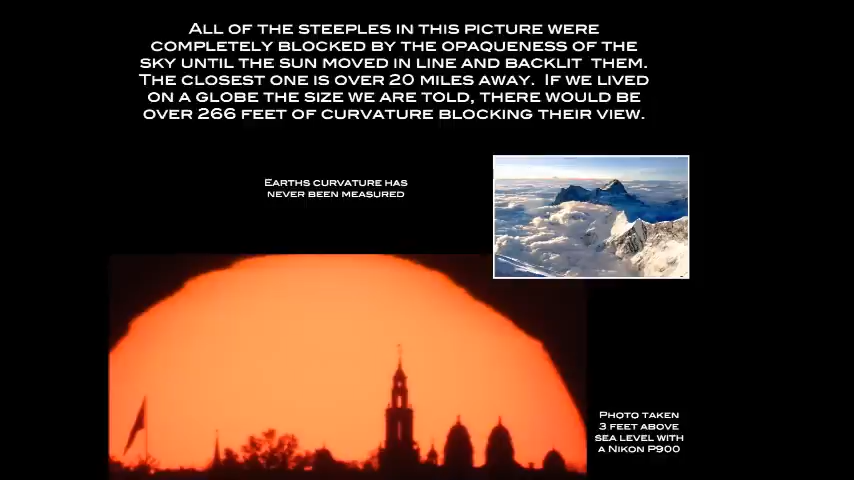 All of the steeples in this picture were
completely blocked by the opaqueness of the
sky until the sun moved in line and backlit them.
The closest one is over 20 miles away. If we lived
on a globe the size we are told, there would be
over 266 feet of curvature blocking their view.
Earths curvature has
never been measured
Photo taken
3 feet above
sea level with
a Nikon P900